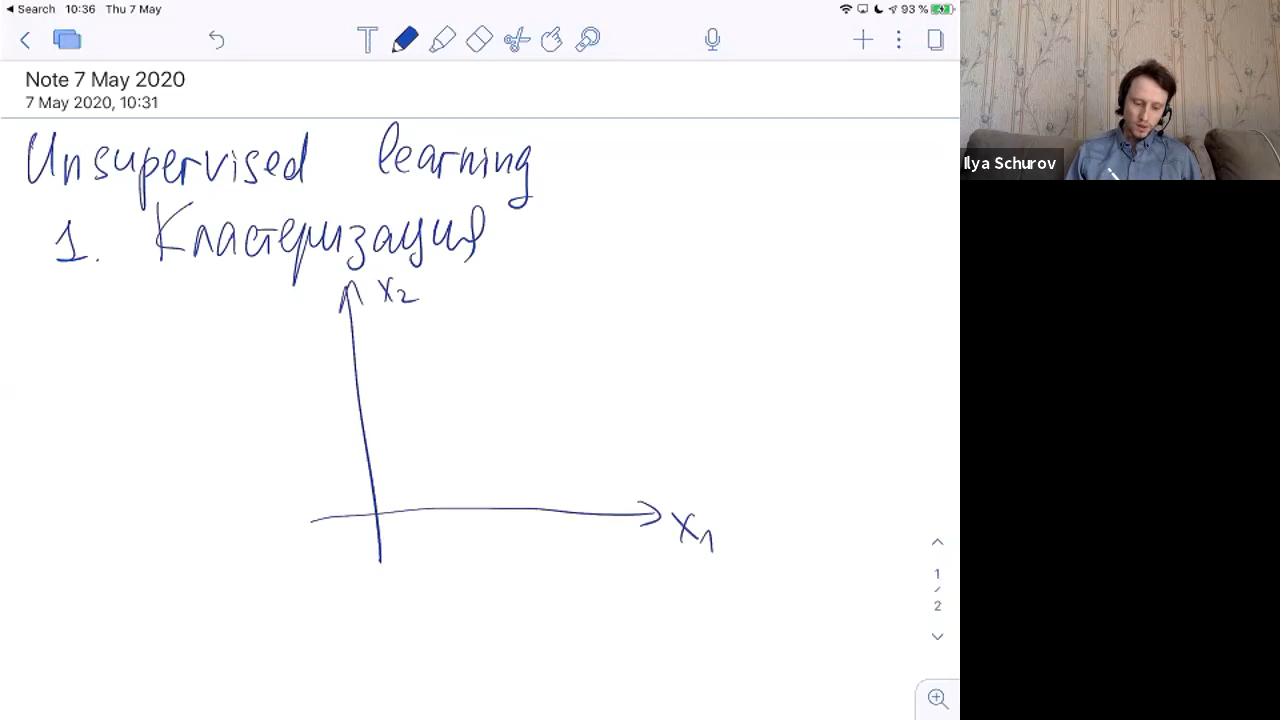 Search 10:36 Thu 7 May 93 %
Note 7 May 2020
7 May 2020, 10:31
Unsupervised learning
1. Кластеризация
x2
x1
1
2
Ilya Schurov